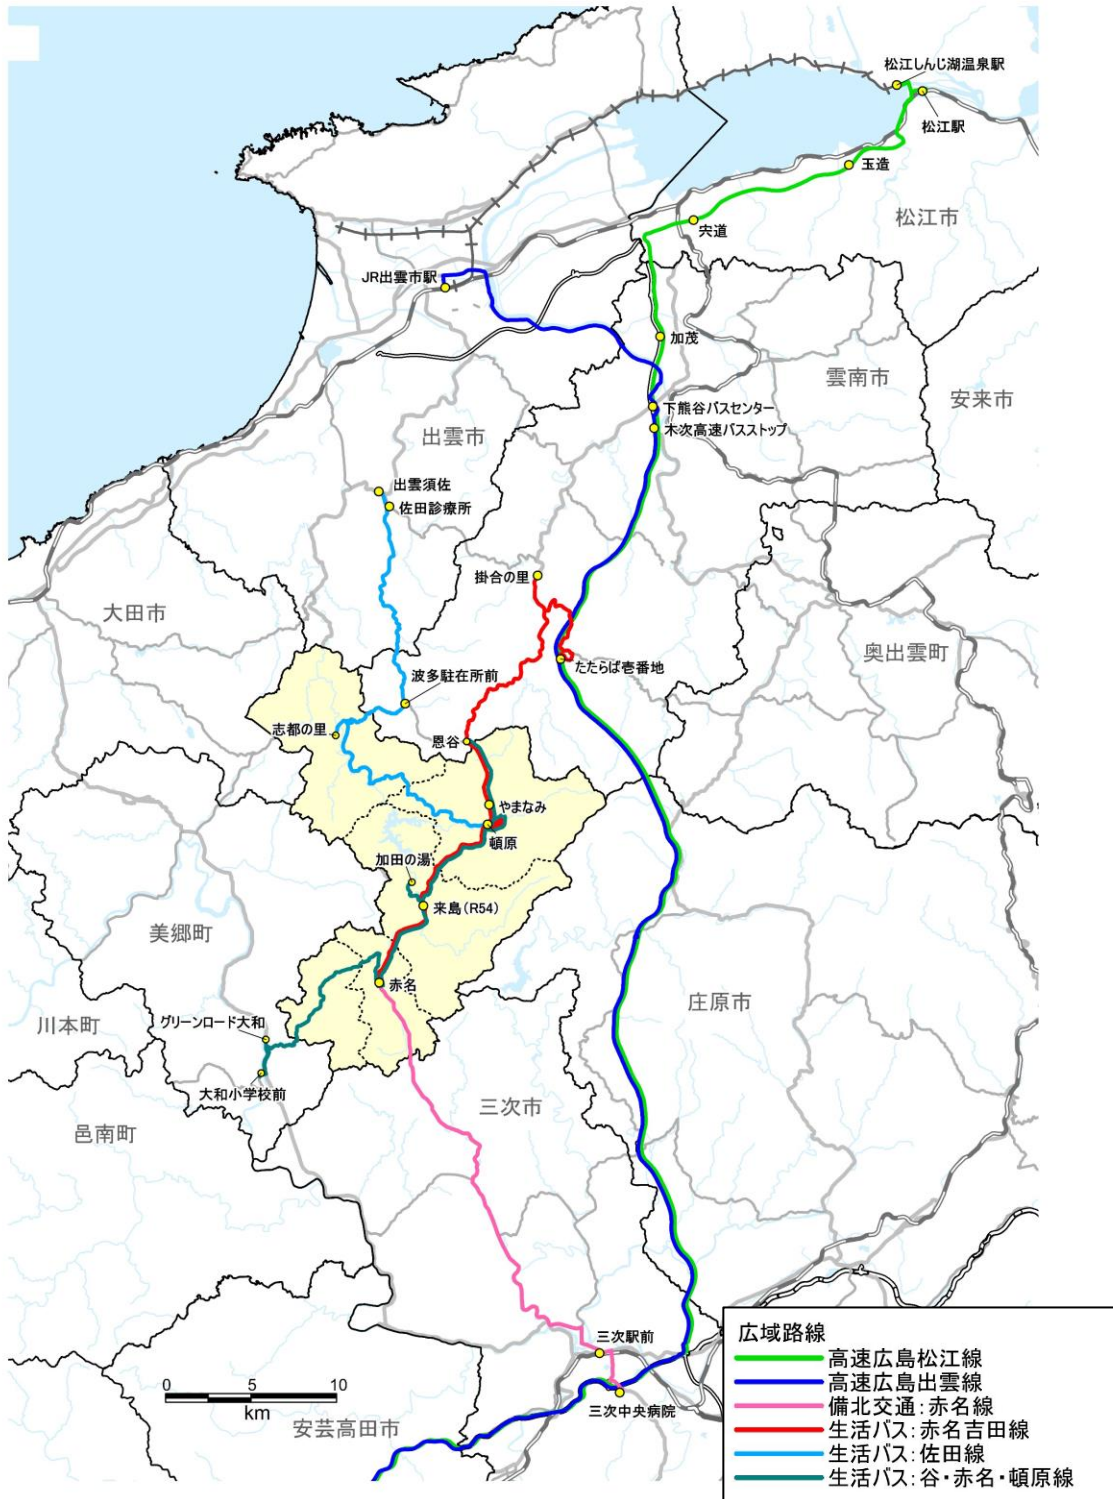 松江しんじ湖温泉駅
松江駅
玉造
松江市
宍道
JR出雲市駅
加茂
雲南市
安来市
下熊谷バスセンター
木次高速バスストップ
出雲市
出雲須佐
佐田診療所
掛合の里
大田市
奥出雲町
たたらば壱番地
波多駐在所前
志都の里
恩谷
やまなみ
頓原
加田の湯
来島(R54)
美郷町
赤名
庄原市
川本町
グリーンロード大和
大和小学校前
三次市
邑南町
三次駅前
三次中央病院
安芸高田市
0 5 10
km
広域路線
高速広島松江線
高速広島出雲線
備北交通:赤名線
生活バス:赤名吉田線
生活バス:佐田線
生活バス:谷・赤名・頓原線